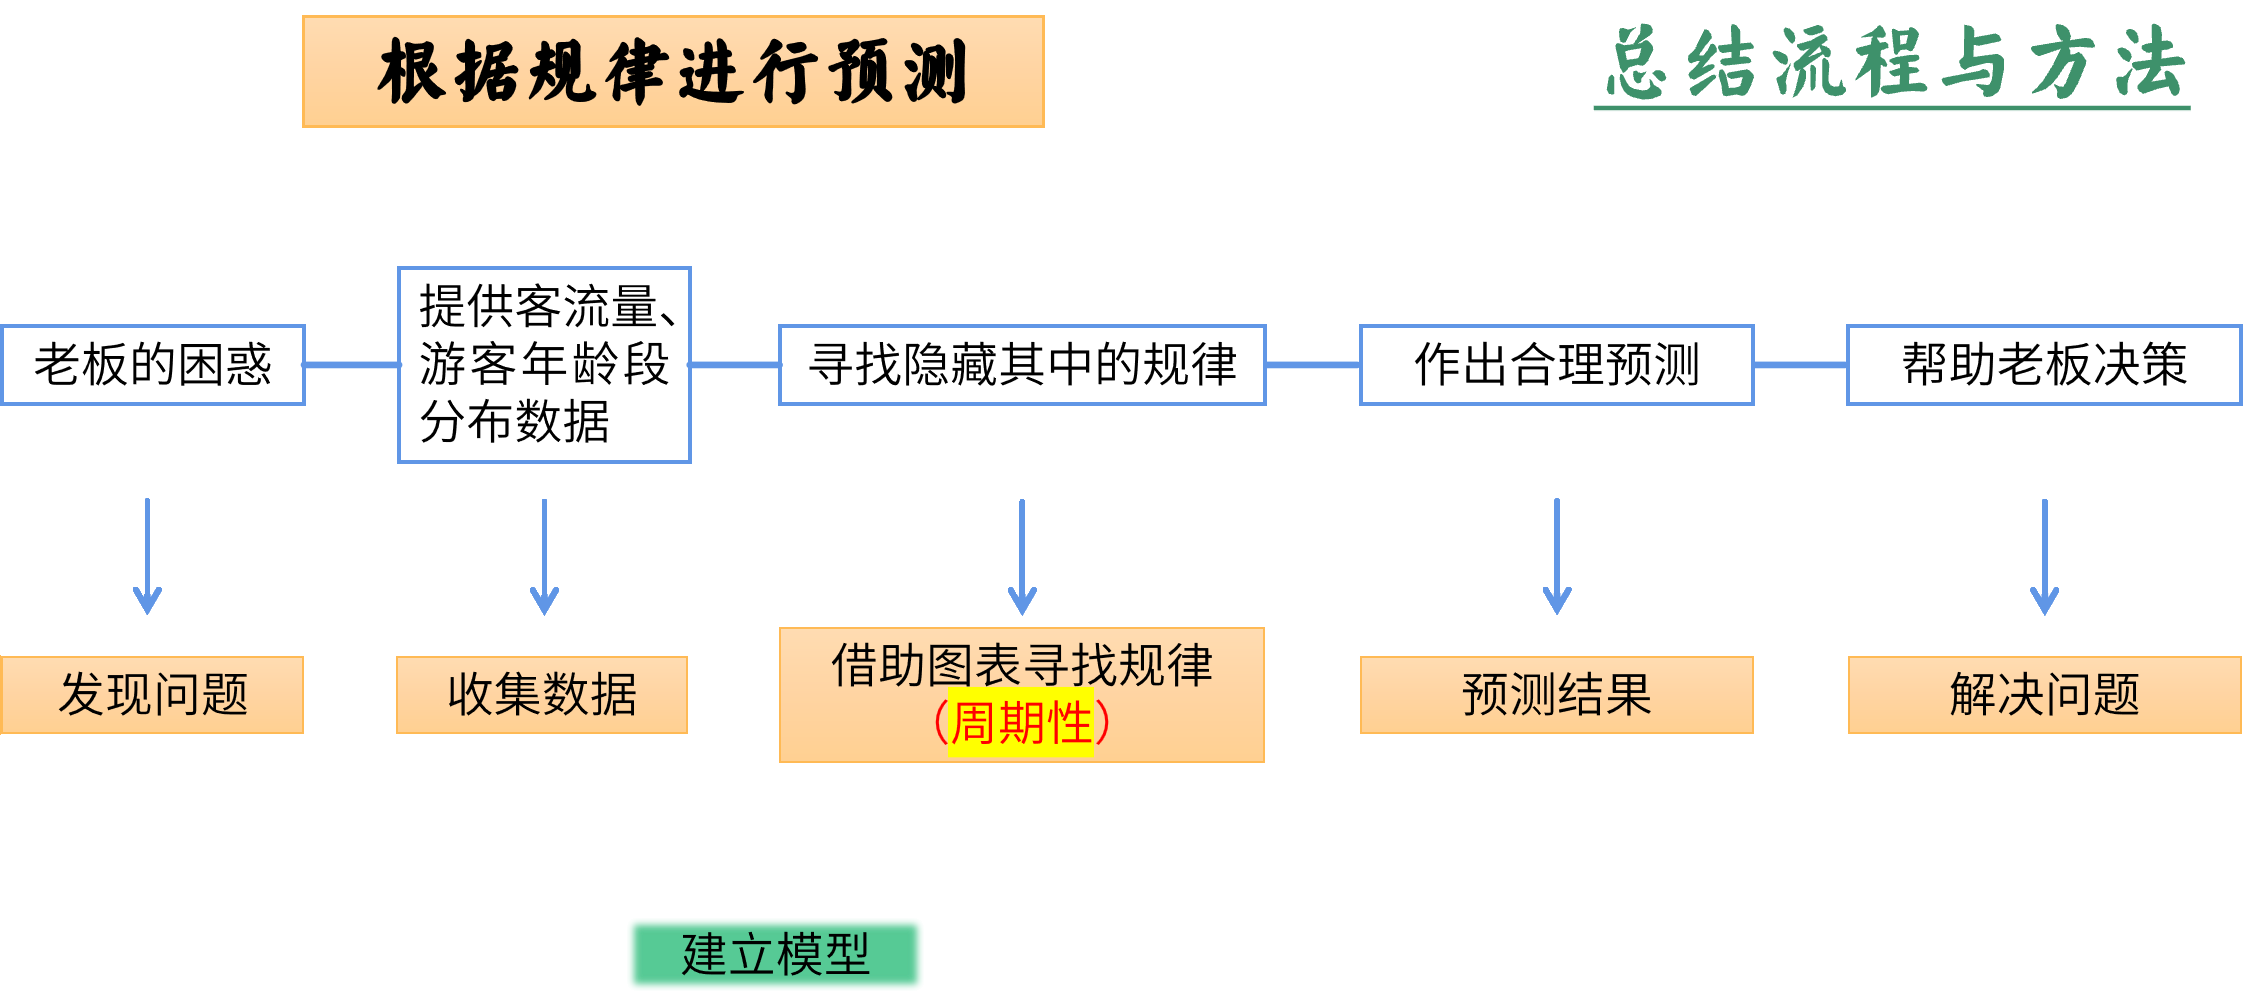 根据规律进行预测
总结流程与方法
老板的困惑
提供客流量、
游客年龄段
分布数据
寻找隐藏其中的规律
作出合理预测
帮助老板决策
发现问题
收集数据
借助图表寻找规律
（周期性）
预测结果
解决问题
建立模型